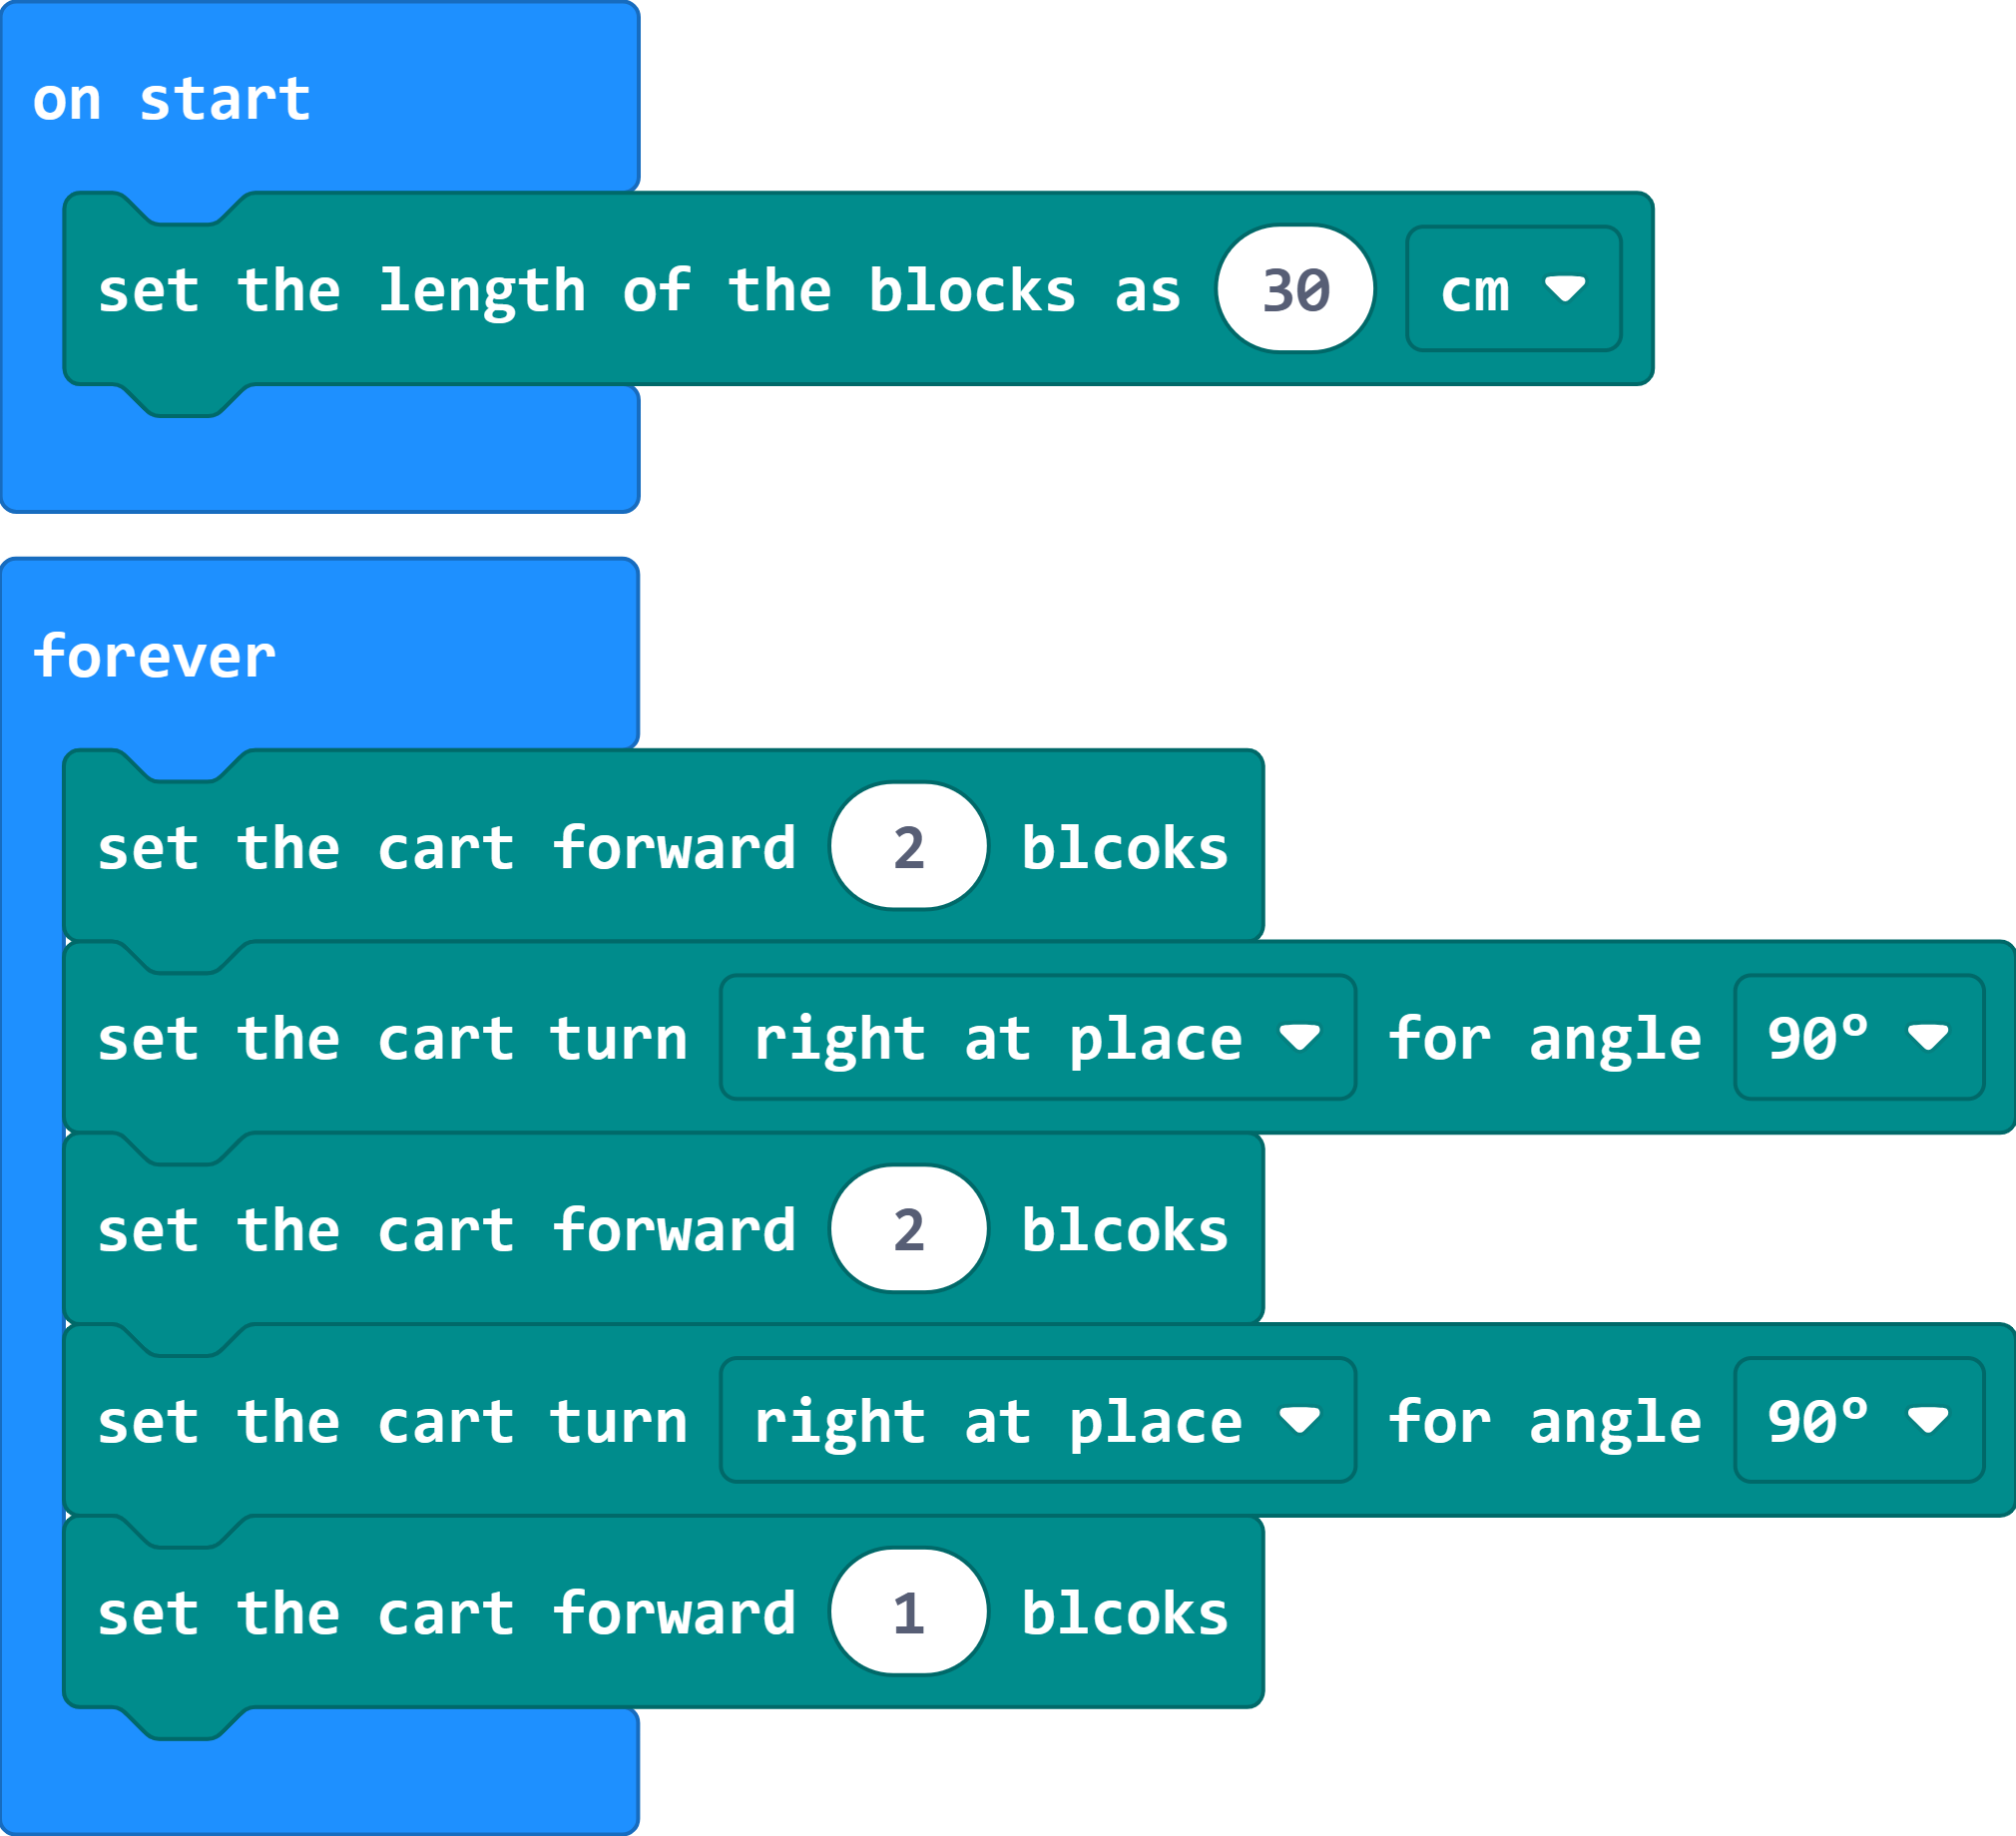 on start
set the length of the blocks as 30 cm
forever
set the cart forward 2 blcoks
set the cart turn right at place for angle 90°
set the cart forward 2 blcoks
set the cart turn right at place for angle 90°
set the cart forward 1 blcoks